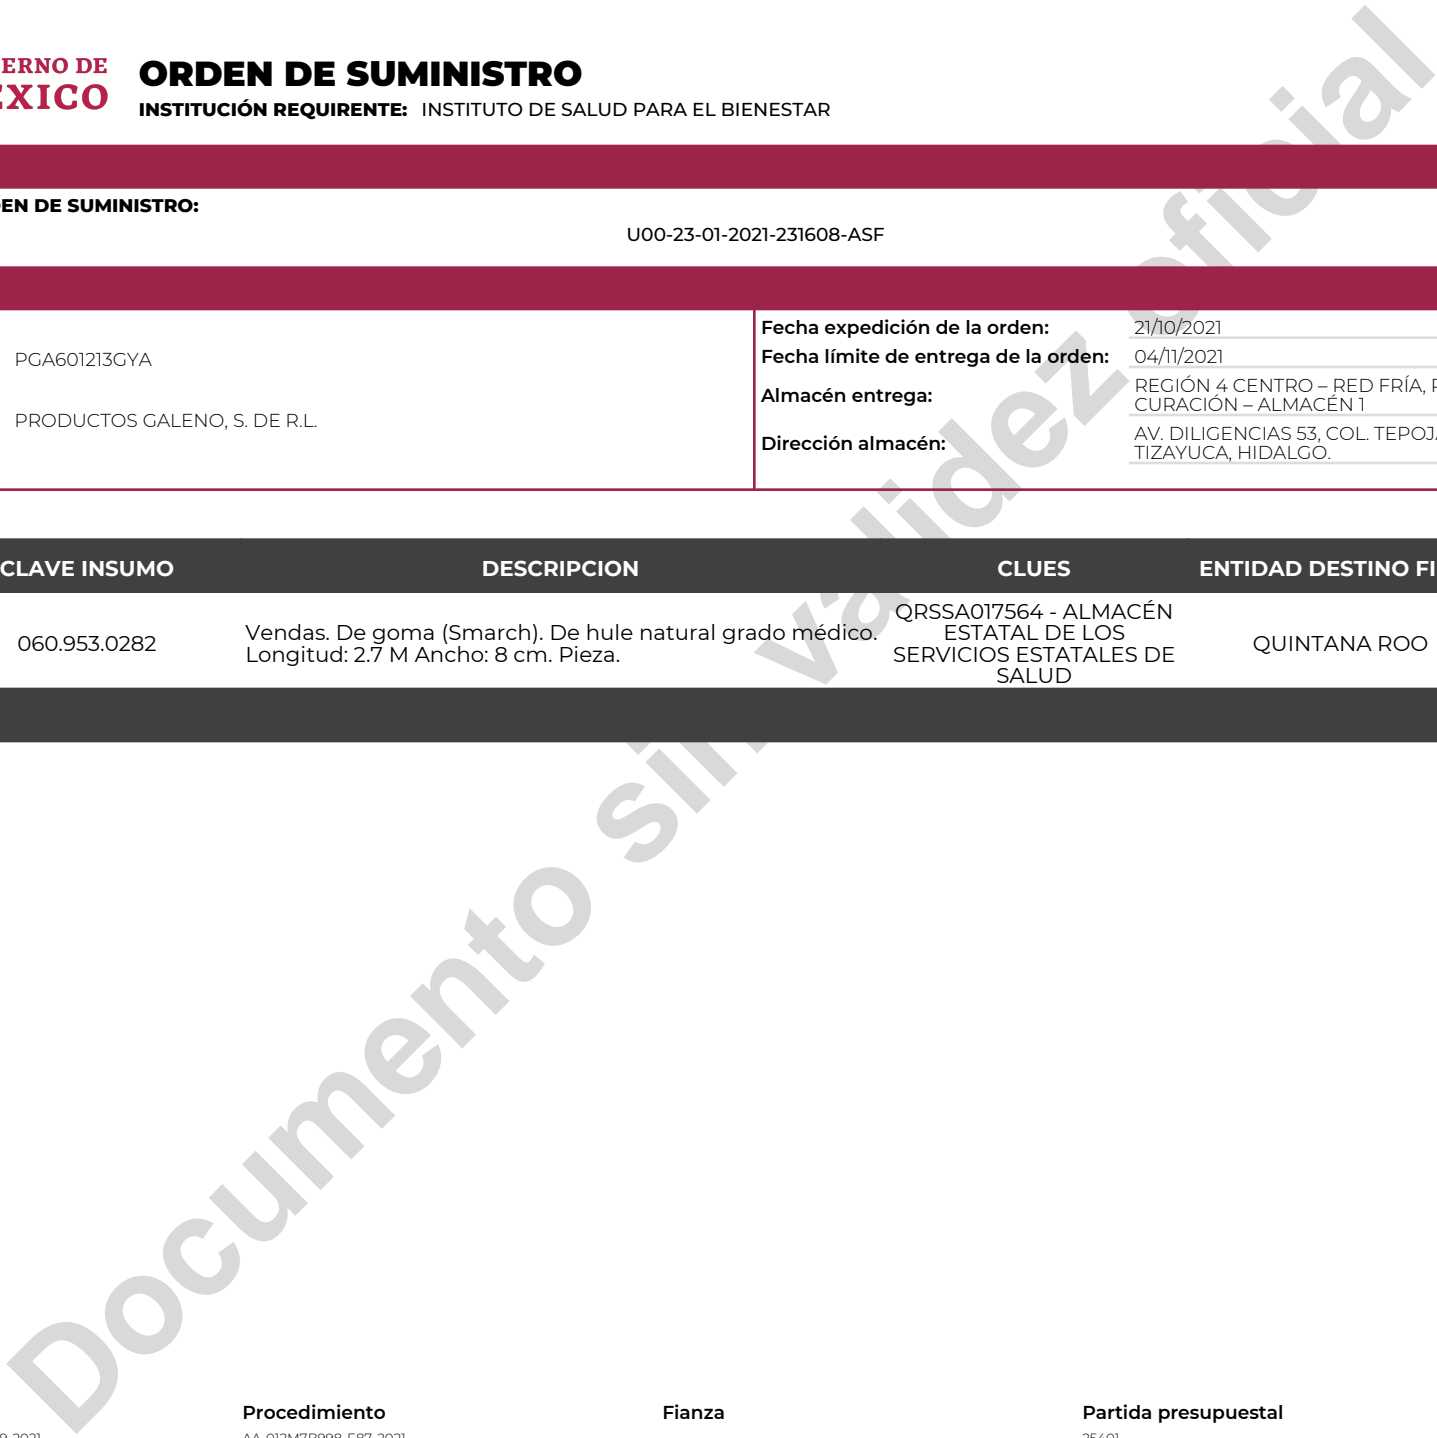 ERNO DE
ORDEN DE SUMINISTRO
INSTITUCIÓN REQUIRENTE: INSTITUTO DE SALUD PARA EL BIENESTAR
EN DE SUMINISTRO:
U00-23-01-2021-231608-ASF
PGA601213GYA
PRODUCTOS GALENO, S. DE R.L.
Fecha expedición de la orden: 21/10/2021
Fecha límite de entrega de la orden: 04/11/2021
Almacén entrega: REGIÓN 4 CENTRO – RED FRÍA,
CURACIÓN – ALMACÉN 1
Dirección almacén: AV. DILIGENCIAS 53, COL. TEPOJA
TIZAYUCA, HIDALGO.
CLAVE INSUMO DESCRIPCION CLUES ENTIDAD DESTINO FI
060.953.0282
Vendas. De goma (Smarch). De hule natural grado médico.
Longitud: 2.7 M Ancho: 8 cm. Pieza.
QRSSA017564 - ALMACÉN
ESTATAL DE LOS
SERVICIOS ESTATALES DE
SALUD
QUINTANA ROO
Documento sin validez oficial
Procedimiento Fianza Partida presupuestal